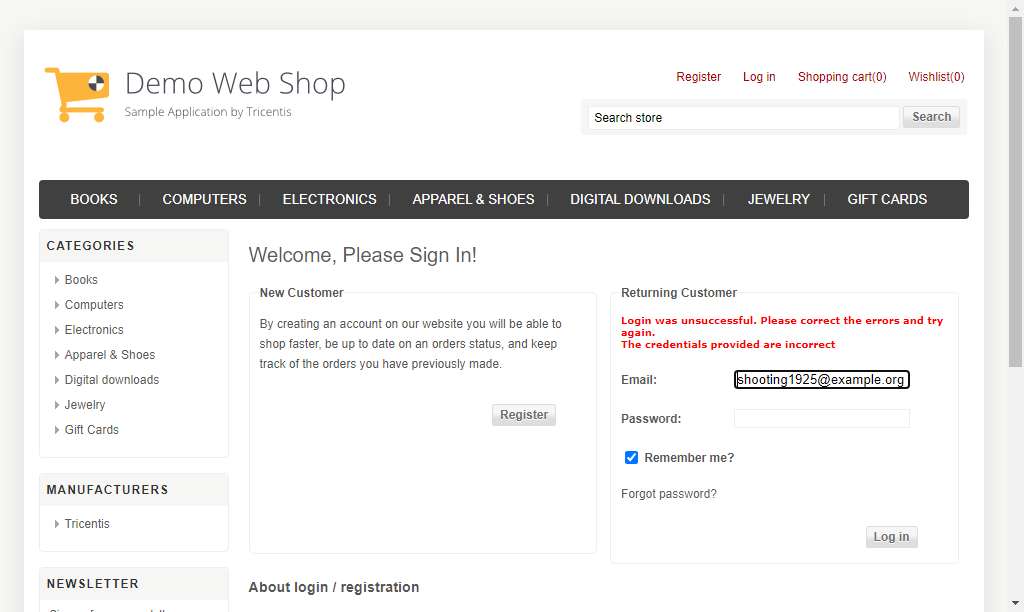 Demo Web Shop
Sample Application by Tricentis
Register Log in Shopping cart(0) Wishlist(0)
Search store Search
BOOKS COMPUTERS ELECTRONICS APPAREL & SHOES DIGITAL DOWNLOADS JEWELRY GIFT CARDS
CATEGORIES
Books
Computers
Electronics
Apparel & Shoes
Digital downloads
Jewelry
Gift Cards
MANUFACTURERS
Tricentis
NEWSLETTER
Welcome, Please Sign In!
New Customer
By creating an account on our website you will be able to
shop faster, be up to date on an orders status, and keep
track of the orders you have previously made.
Register
Returning Customer
Login was unsuccessful. Please correct the errors and try
again.
The credentials provided are incorrect
Email: shooting1925@example.org
Password:
Remember me?
Forgot password?
Log in
About login / registration